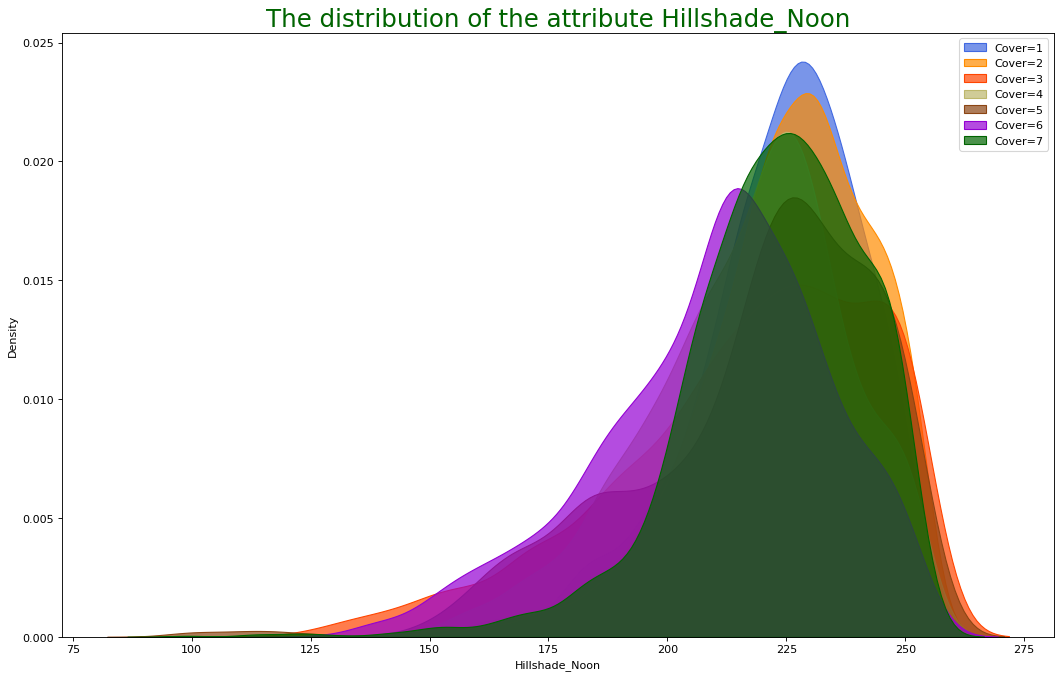 The distribution of the attribute Hillshade_Noon
0.025
0.020
0.015
0.010
0.005
0.000
Density
Cover=1
Cover=2
Cover=3
Cover=4
Cover=5
Cover=6
Cover=7
75
100
125
150
175
200
225
250
275
Hillshade_Noon